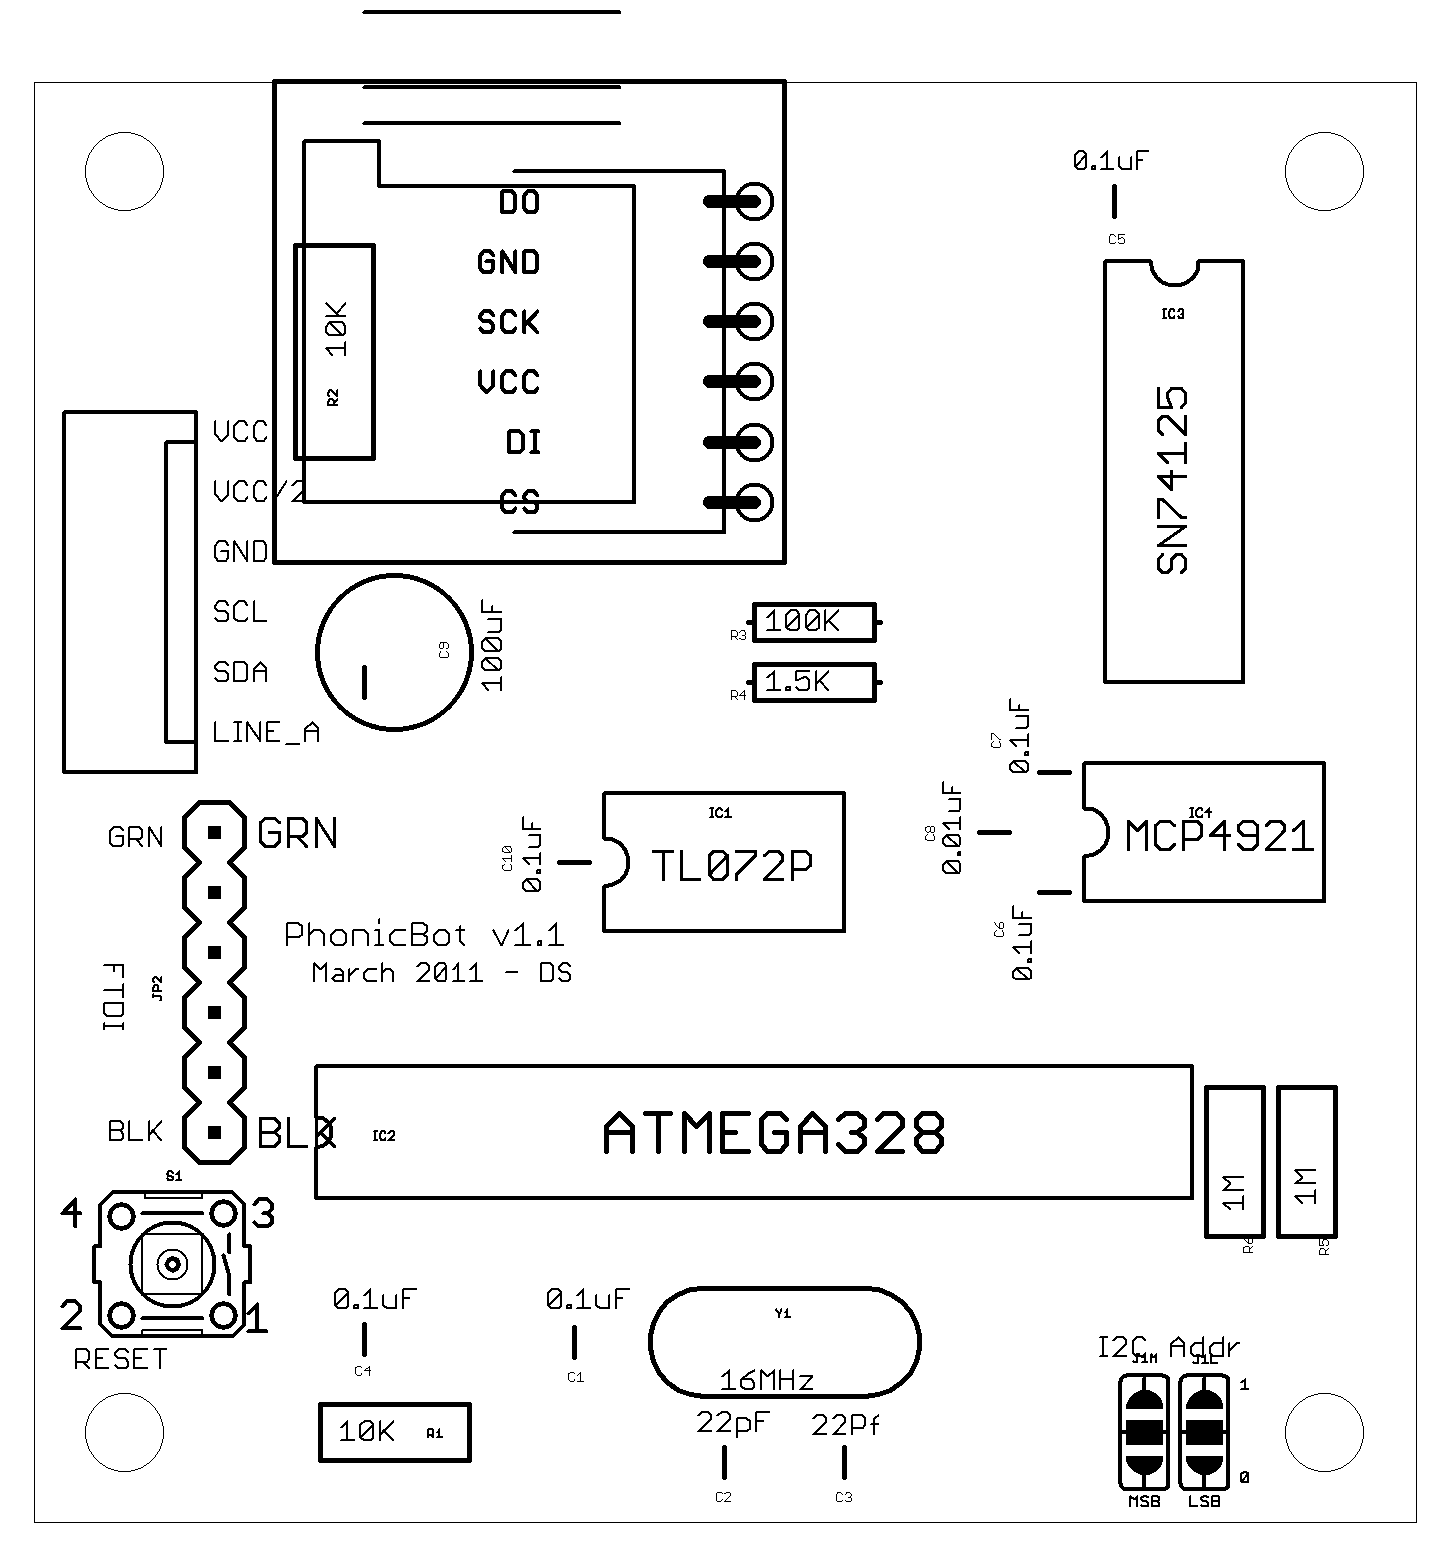 0.1uF
DO
C5
GND
IC3
SCK
10K
VCC
R2
SN74125
VCC
DI
VCC/2
CS
GND
SCL
100uF
C9
100K
R3
SDA
1.5K
R4
LINE_A
C7
0.1uF
GRN
GRN
IC1
TL072P
C10
0.1uF
C8
0.01uF
IC4
MCP4921
PhonicBot v1.1
March 2011 - DS
C6
0.1uF
FTDI
JP2
BLK
BLK
IC2
ATMEGA328
1M
1M
R6
R5
S1
4
3
2
1
RESET
0.1uF
0.1uF
Y1
16MHz
C4
C1
I2C Addr
J1M
J1L
1
10K
R1
22pF
22Pf
0
C2
C3
MSB
LSB